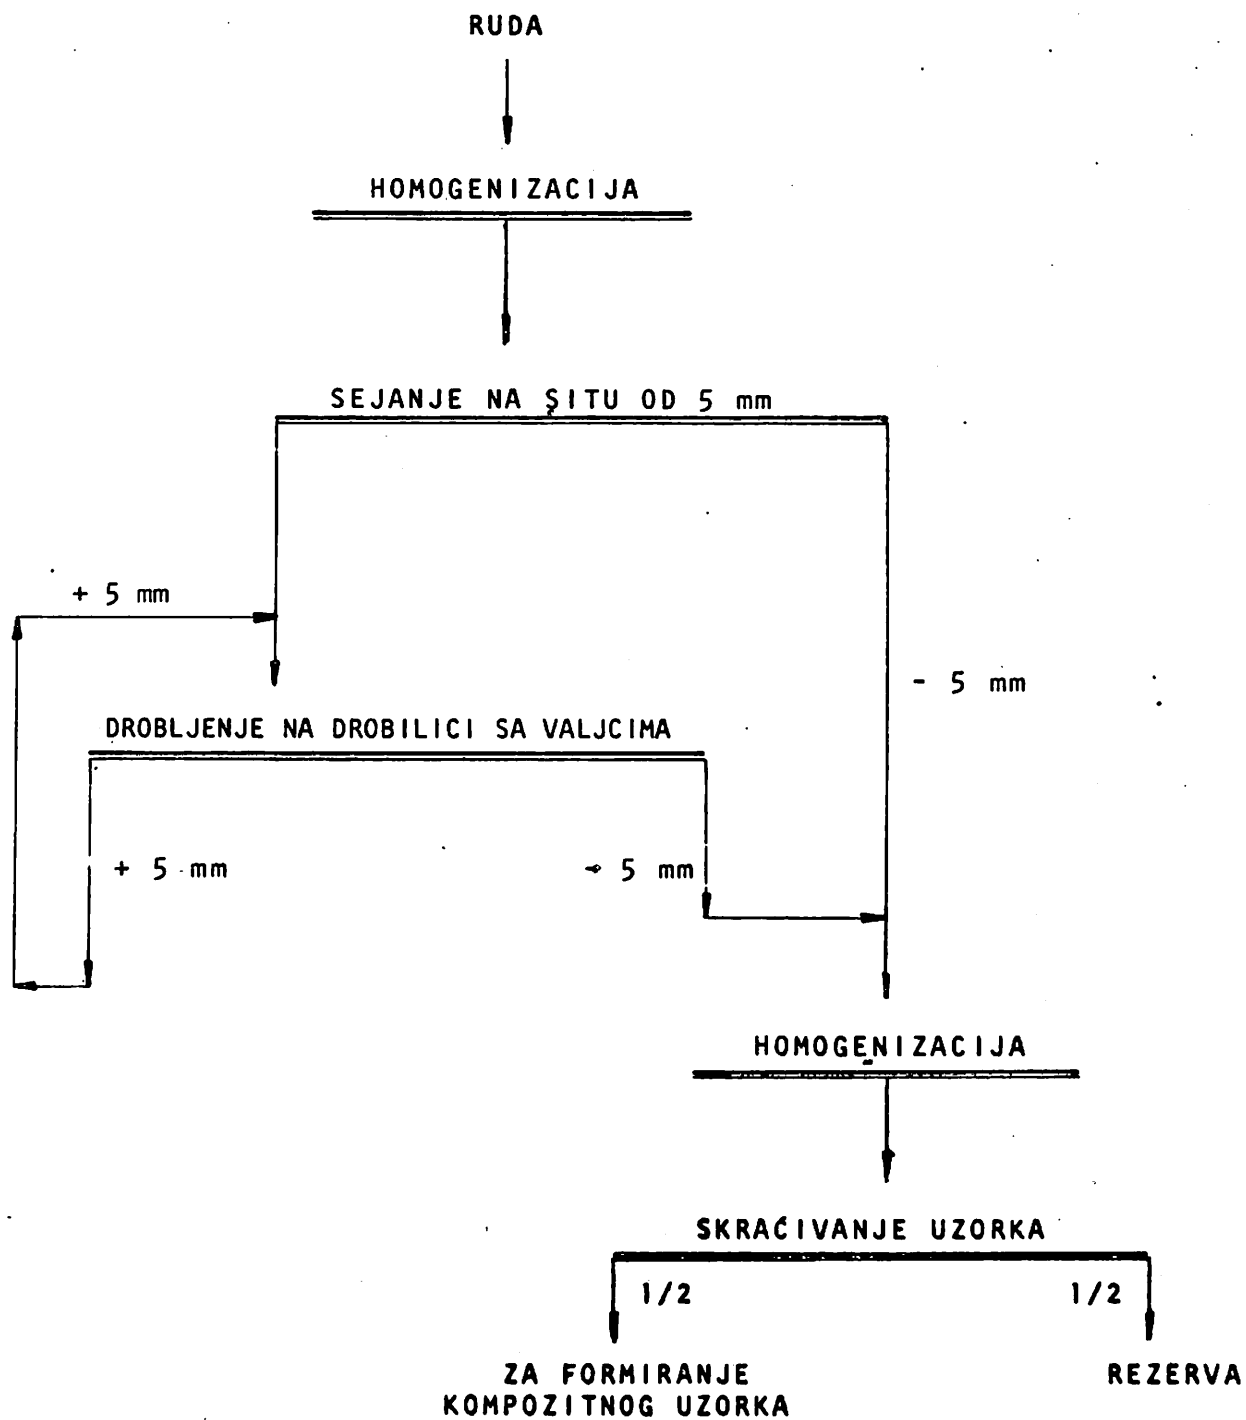 RUDA
HOMOGENIZACIJA
SEJANJE NA SITU OD 5 mm
+ 5 mm
- 5 mm
DROBLJENJE NA DROBILICI SA VALJCIMA
+ 5 mm
- 5 mm
HOMOGENIZACIJA
SKRAĆIVANJE UZORKA
1/2
1/2
ZA FORMIRANJE
KOMPOZITNOG UZORKA
REZERVA